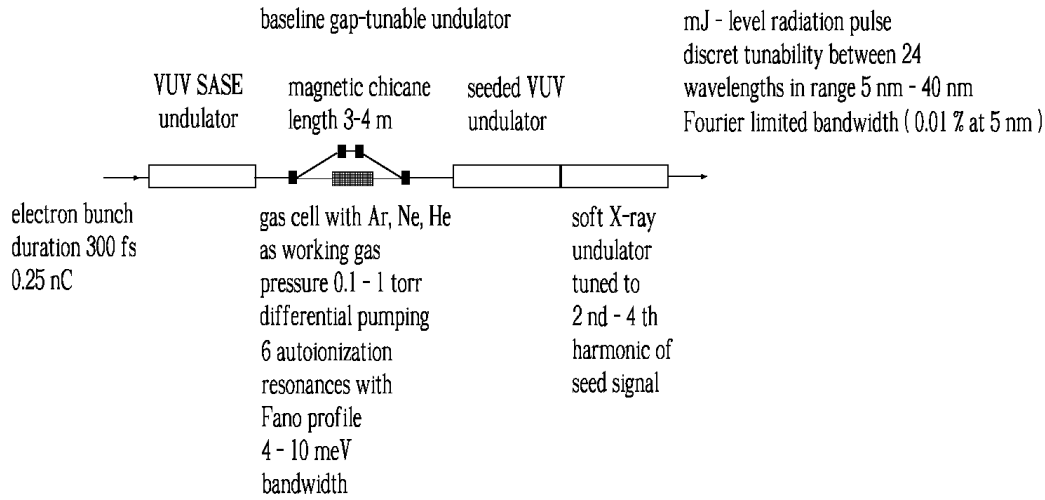 baseline gap-tunable undulator
mJ - level radiation pulse
discret tunability between 24
wavelengths in range 5 nm - 40 nm
Fourier limited bandwidth ( 0.01 % at 5 nm )
VUV SASE
undulator
magnetic chicane
length 3-4 m
seeded VUV
undulator
electron bunch
duration 300 fs
0.25 nC
gas cell with Ar, Ne, He
as working gas
pressure 0.1 - 1 torr
differential pumping
6 autoionization
resonances with
Fano profile
4 - 10 meV
bandwidth
soft X-ray
undulator
tuned to
2 nd - 4 th
harmonic of
seed signal